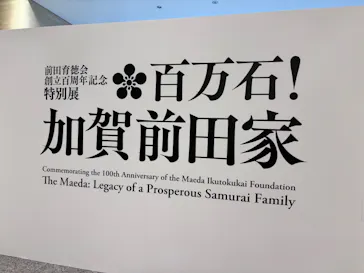 前田育徳会
創立百周年記念
特別展
百万石!
加賀前田家
Commemorating the 100th Anniversary of the Maeda Ikutokukai Foundation
The Maeda: Legacy of a Prosperous Samurai Family